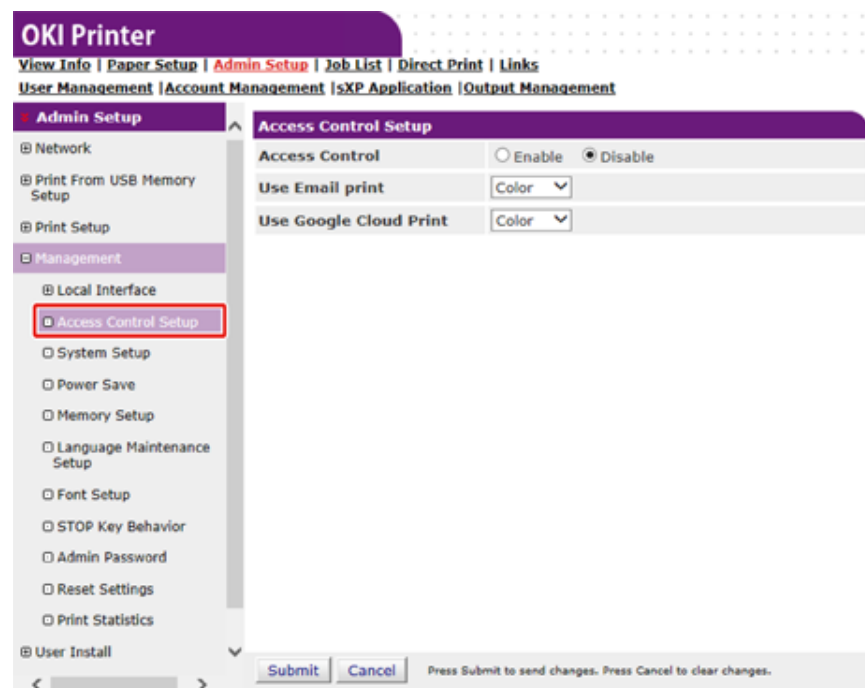 OKI Printer
View Info | Paper Setup | Admin Setup | Job List | Direct Print | Links
User Management |Account Management |sXP Application |Output Management
Admin Setup
Network
Print From USB Memory
Setup
Print Setup
Management
Local Interface
Access Control Setup
System Setup
Power Save
Memory Setup
Language Maintenance
Setup
Font Setup
STOP Key Behavior
Admin Password
Reset Settings
Print Statistics
User Install
Access Control Setup
Access Control Enable Disable
Use Email print Color
Use Google Cloud Print Color
Submit Cancel Press Submit to send changes. Press Cancel to clear changes.